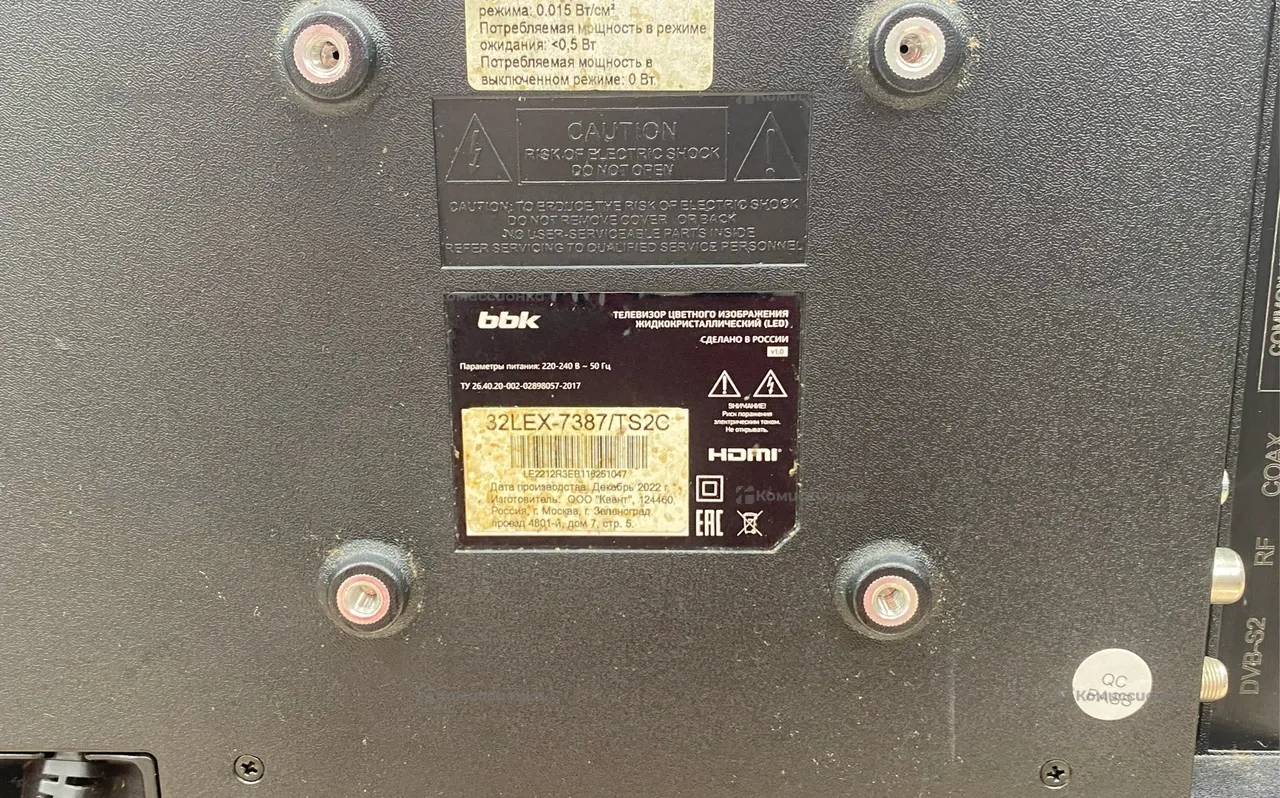 режима: 0.015 Вт/см²
Потребляемая мощность в режиме
ожидания: <0,5 Вт
Потребляемая мощность в
выключенном режиме: 0 Вт
CAUTION
RISK OF ELECTRIC SHOCK
DO NOT OPEN
CAUTION: TO ERDUCE THE RISK OF ELECTRIC SHOCK
DO NOT REMOVE COVER OR BACK
NO USER-SERVICEABLE PARTS INSIDE
REFER SERVICING TO QUALIFIED SERVICE PERSONNEL
bbk
ТЕЛЕВИЗОР ЦВЕТНОГО ИЗОБРАЖЕНИЯ
ЖИДКОКРИСТАЛЛИЧЕСКИЙ (LED)
СДЕЛАНО В РОССИИ
v1.0
Параметры питания: 220-240 В ~ 50 Гц
ТУ 26.40.20-002-02898057-2017
ВНИМАНИЕ!
Риск поражения
электрическим током.
Не открывать.
32LEX-7387/TS2C
LE2212R3EB118251047
Дата производства: Декабрь 2022 г.
Изготовитель: ООО "Квант", 124460,
Россия, г. Москва, г. Зеленоград
проезд 4801-й, дом 7, стр. 5.
HDMI
EAC
Комиссионка
QC
PASS
COAX
RF
DVB-S2